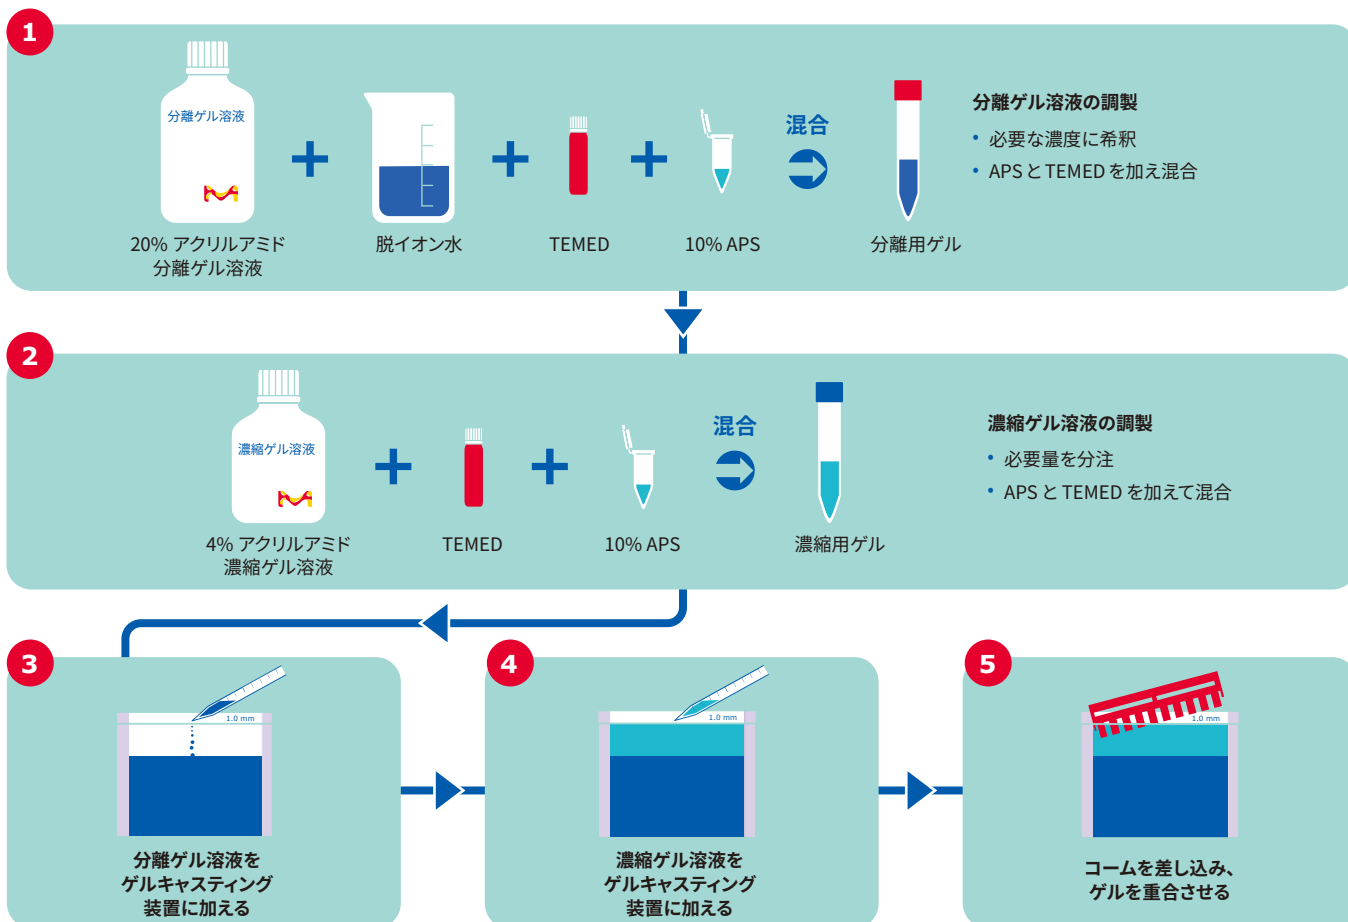 1
分離ゲル溶液
20% アクリルアミド
分離ゲル溶液
脱イオン水
TEMED
10% APS
混合
分離用ゲル
分離ゲル溶液の調製
• 必要な濃度に希釈
• APS と TEMED を加え混合
2
濃縮ゲル溶液
4% アクリルアミド
濃縮ゲル溶液
TEMED
10% APS
混合
濃縮用ゲル
濃縮ゲル溶液の調製
• 必要量を分注
• APS と TEMED を加えて混合
3
1.0 mm
分離ゲル溶液を
ゲルキャスティング
装置に加える
4
1.0 mm
濃縮ゲル溶液を
ゲルキャスティング
装置に加える
5
1.0 mm
コームを差し込み、
ゲルを重合させる